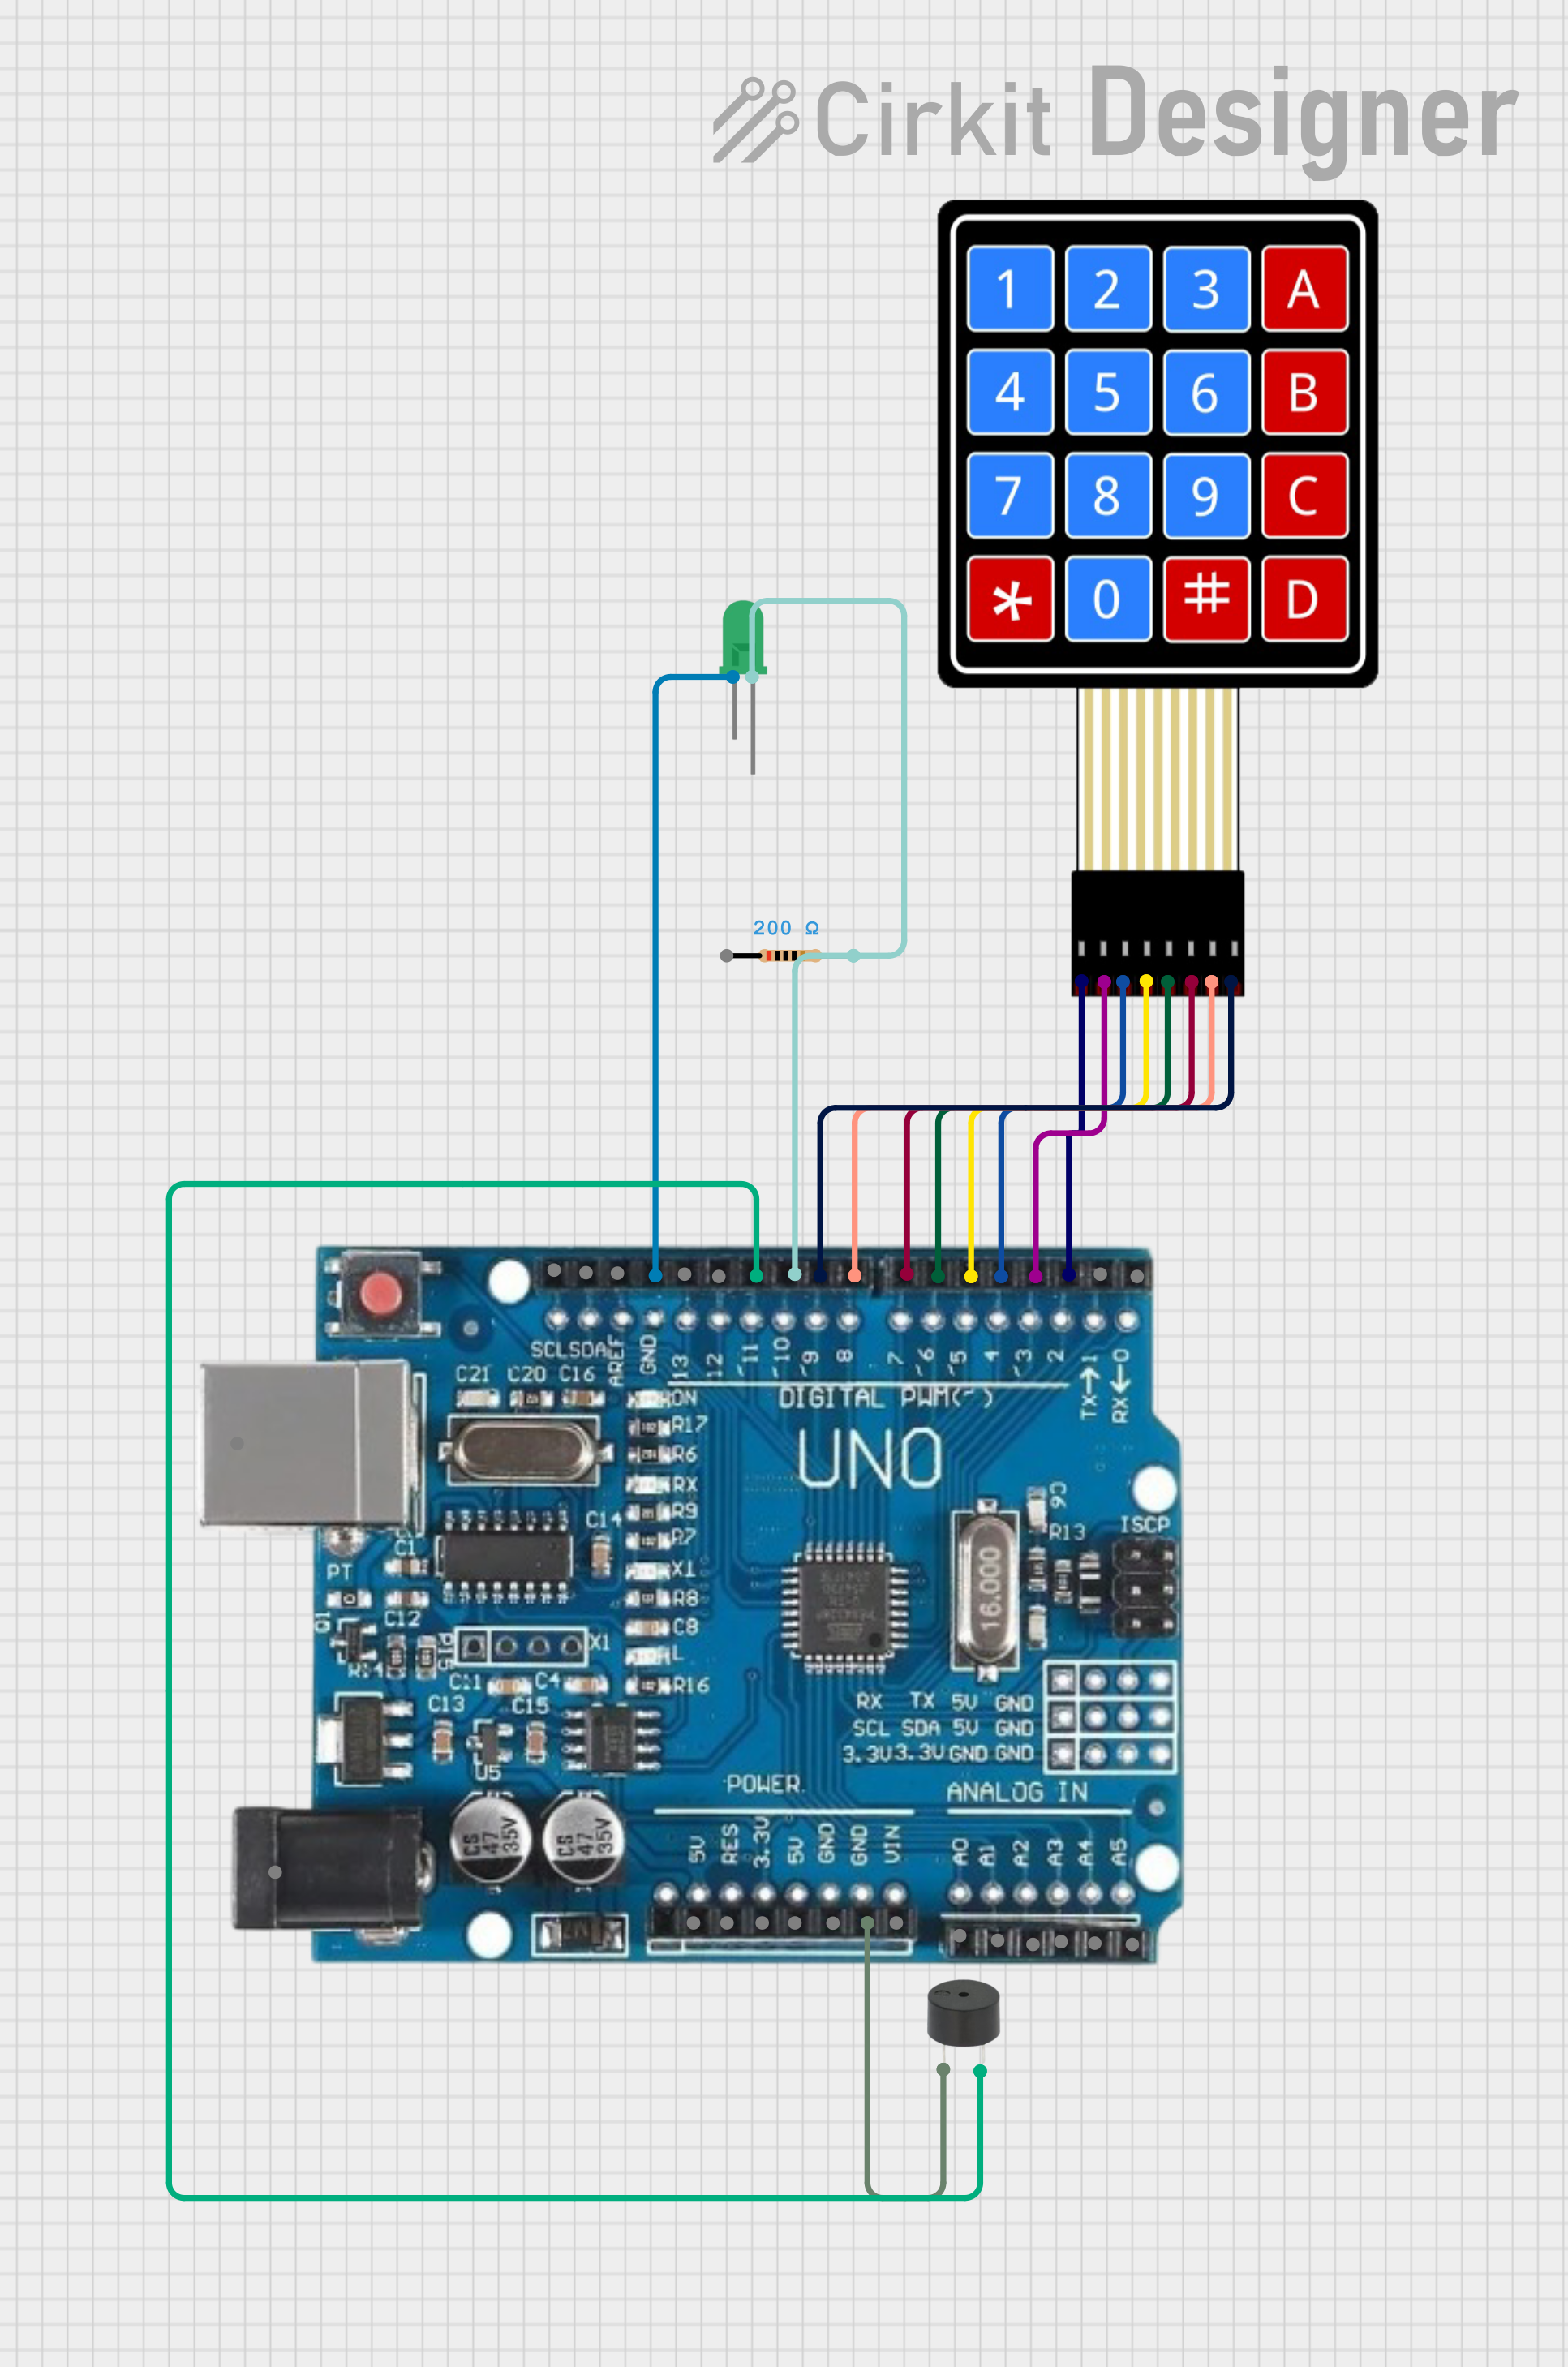 Cirkit Designer
1 2 3 A
4 5 6 B
7 8 9 C
* 0 # D
200 Ω
SCL SDA AREF GND 13 12 ~11 ~10 ~9 8 7 ~6 ~5 4 ~3 2 TX→1 RX←0
DIGITAL PWM(~)
C21 C20 C16 ON
R17
UNO
R6
RX
C6
R9
C14
R13
ISCP
C1
R7
PT
16.000
R8
Q1
C12
C8
X1
L
R14
C11 C4 R16
C13 C15
RX TX 5V GND
SCL SDA 5V GND
3.3V 3.3V GND GND
U5
POWER
ANALOG IN
CS 47 35V
CS 47 35V
5V RES 3.3V 5V GND GND VIN A0 A1 A2 A3 A4 A5